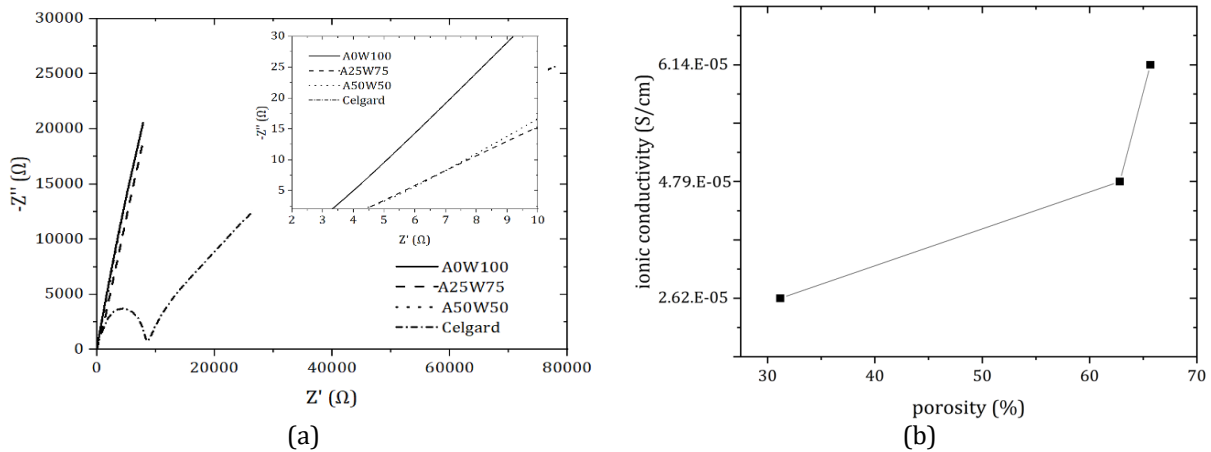 30000
25000
20000
15000
10000
5000
0
-Z'' (Ω)
0
20000
40000
60000
80000
Z' (Ω)
30
25
20
15
10
5
-Z'' (Ω)
2
3
4
5
6
7
8
9
10
Z' (Ω)
A0W100
A25W75
A50W50
Celgard
A0W100
A25W75
A50W50
Celgard
(a)
6.14.E-05
4.79.E-05
2.62.E-05
ionic conductivity (S/cm)
30
40
50
60
70
porosity (%)
(b)